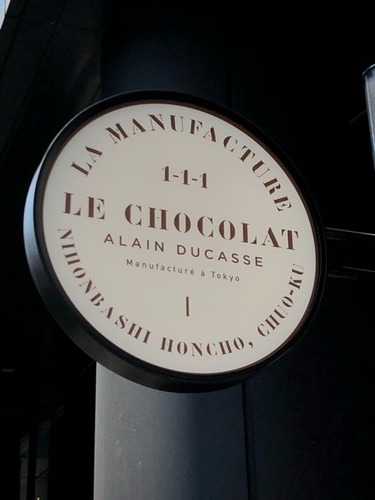 LA MANUFACTURE
1-1-1
LE CHOCOLAT
ALAIN DUCASSE
Manufacturé à Tokyo
NIHONBASHI HONCHO, CHUO-KU